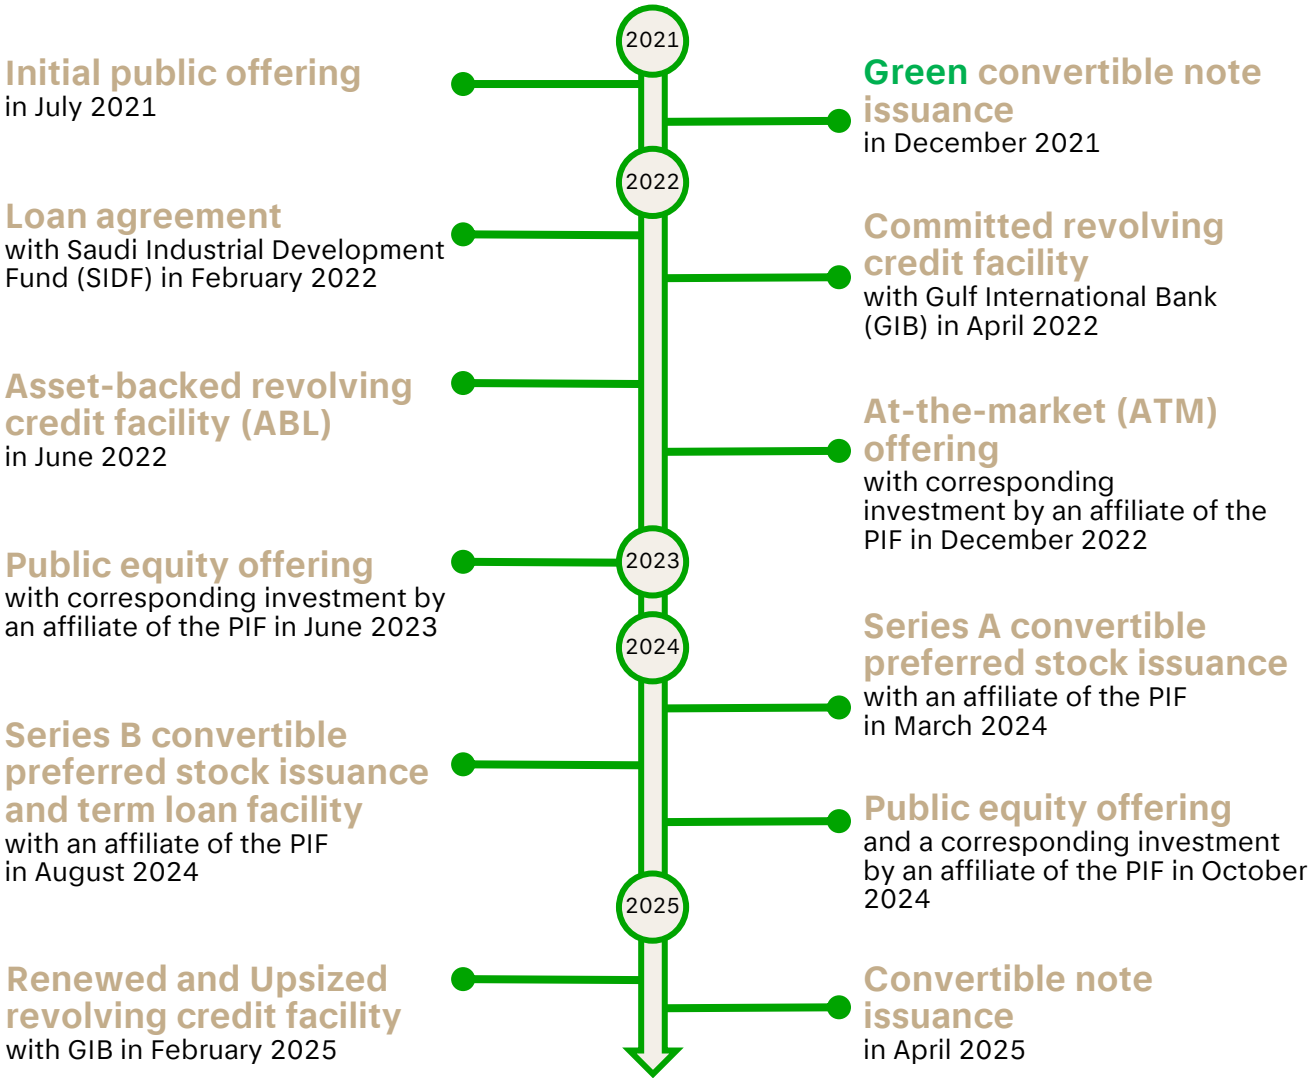 2021
Initial public offering
in July 2021
Green convertible note
issuance
in December 2021
2022
Loan agreement
with Saudi Industrial Development
Fund (SIDF) in February 2022
Committed revolving
credit facility
with Gulf International Bank
(GIB) in April 2022
Asset-backed revolving
credit facility (ABL)
in June 2022
At-the-market (ATM)
offering
with corresponding
investment by an affiliate of the
PIF in December 2022
2023
Public equity offering
with corresponding investment by
an affiliate of the PIF in June 2023
2024
Series A convertible
preferred stock issuance
with an affiliate of the PIF
in March 2024
Series B convertible
preferred stock issuance
and term loan facility
with an affiliate of the PIF
in August 2024
Public equity offering
and a corresponding investment
by an affiliate of the PIF in October
2024
2025
Renewed and Upsized
revolving credit facility
with GIB in February 2025
Convertible note
issuance
in April 2025